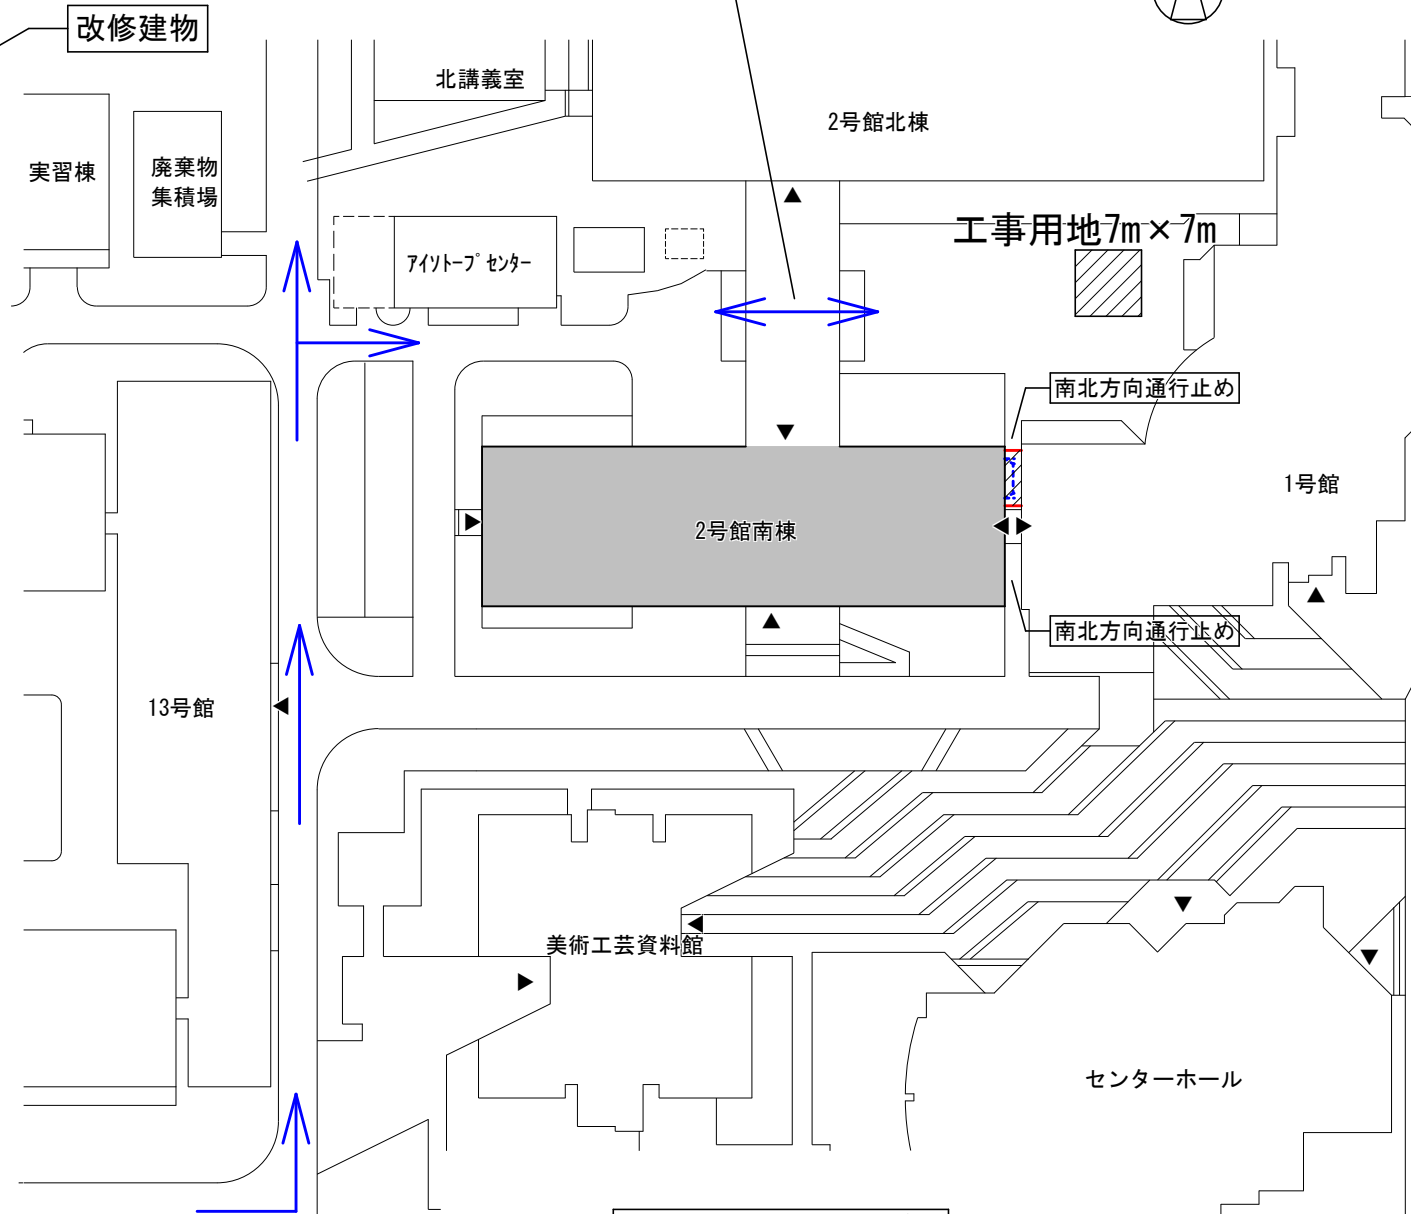 改修建物
北講義室
2号館北棟
実習棟
廃棄物
集積場
工事用地7m×7m
アイソトープセンター
南北方向通行止め
1号館
2号館南棟
南北方向通行止め
13号館
美術工芸資料館
センターホール